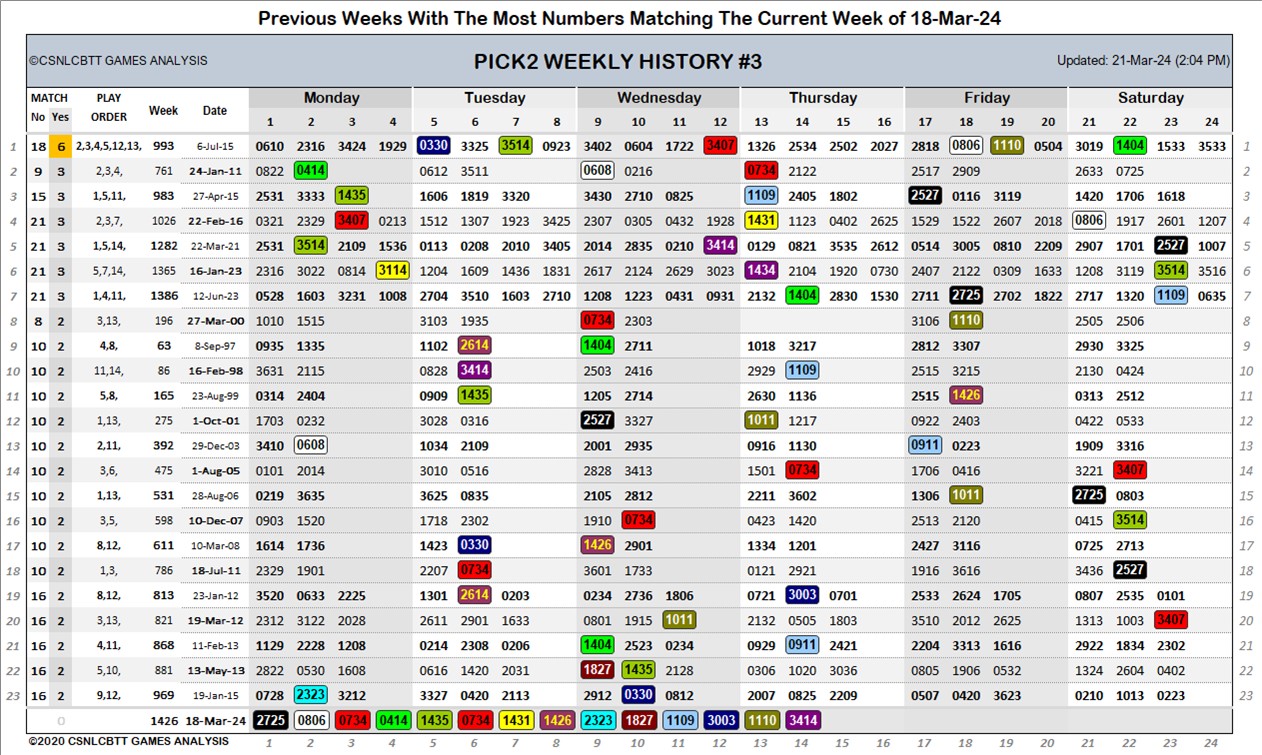 Previous Weeks With The Most Numbers Matching The Current Week of 18-Mar-24
©CSNLCBTT GAMES ANALYSIS PICK2 WEEKLY HISTORY #3 Updated: 21-Mar-24 (2:04 PM)
MATCH PLAY Week Date Monday Tuesday Wednesday Thursday Friday Saturday
No Yes ORDER 1 2 3 4 5 6 7 8 9 10 11 12 13 14 15 16 17 18 19 20 21 22 23 24
1 18 6 2,3,4,5,12,13, 993 6-Jul-15 0610 2316 3424 1929 0330 3325 3514 0923 3402 0604 1722 3407 1326 2534 2502 2027 2818 0806 1110 0504 3019 1404 1533 3533 1
2 9 3 2,3,4, 761 24-Jan-11 0822 0414 0612 3511 0608 0216 0734 2122 2517 2909 2633 0725 2
3 15 3 1,5,11, 983 27-Apr-15 2531 3333 1435 1606 1819 3320 3430 2710 0825 1109 2405 1802 2527 0116 3119 1420 1706 1618 3
4 21 3 2,3,7, 1026 22-Feb-16 0321 2329 3407 0213 1512 1307 1923 3425 2307 0305 0432 1928 1431 1123 0402 2625 1529 1522 2607 2018 0806 1917 2601 1207 4
5 21 3 1,5,14, 1282 22-Mar-21 2531 3514 2109 1536 0113 0208 2010 3405 2014 2835 0210 3414 0129 0821 3535 2612 0514 3005 0810 2209 2907 1701 2527 1007 5
6 21 3 5,7,14, 1365 16-Jan-23 2316 3022 0814 3114 1204 1609 1436 1831 2617 2124 2629 3023 1434 2104 1920 0730 2407 2122 0309 1633 1208 3119 3514 3516 6
7 21 3 1,4,11, 1386 12-Jun-23 0528 1603 3231 1008 2704 3510 1603 2710 1208 1223 0431 0931 2132 1404 2830 1530 2711 2725 2702 1822 2717 1320 1109 0635 7
8 8 2 3,13, 196 27-Mar-00 1010 1515 3103 1935 0734 2303 3106 1110 2505 2506 8
9 10 2 4,8, 63 8-Sep-97 0935 1335 1102 2614 1404 2711 1018 3217 2812 3307 2930 3325 9
10 10 2 11,14, 86 16-Feb-98 3631 2115 0828 3414 2503 2416 2929 1109 2515 3215 2130 0424 10
11 10 2 5,8, 165 23-Aug-99 0314 2404 0909 1435 1205 2714 2630 1136 2515 1426 0313 2512 11
12 10 2 1,13, 275 1-Oct-01 1703 0232 3028 0316 2527 3327 1011 1217 0922 2403 0422 0533 12
13 10 2 2,11, 392 29-Dec-03 3410 0608 1034 2109 2001 2935 0916 1130 0911 0223 1909 3316 13
14 10 2 3,6, 475 1-Aug-05 0101 2014 3010 0516 2828 3413 1501 0734 1706 0416 3221 3407 14
15 10 2 1,13, 531 28-Aug-06 0219 3635 3625 0835 2105 2812 2211 3602 1306 1011 2725 0803 15
16 10 2 3,5, 598 10-Dec-07 0903 1520 1718 2302 1910 0734 0423 1420 2513 2120 0415 3514 16
17 10 2 8,12, 611 10-Mar-08 1614 1736 1423 0330 1426 2901 1334 1201 2427 3116 0725 2713 17
18 10 2 1,3, 786 18-Jul-11 2329 1901 2207 0734 3601 1733 0121 2921 1916 3616 3436 2527 18
19 16 2 8,12, 813 23-Jan-12 3520 0633 2225 1301 2614 0203 0234 2736 1806 0721 3003 0701 2533 2624 1705 0807 2535 0101 19
20 16 2 3,13, 821 19-Mar-12 2312 3122 2028 2611 2901 1633 0801 1915 1011 2132 0505 1803 3510 2012 2625 1313 1003 3407 20
21 16 2 4,11, 868 11-Feb-13 1129 2228 1208 0214 2308 0206 1404 2523 0234 0929 0911 2421 2204 3313 1616 2922 1834 2302 21
22 16 2 5,10, 881 13-May-13 2822 0530 1608 0616 1420 2031 1827 1435 2128 0306 1020 3036 0805 1906 0532 1324 2604 0402 22
23 16 2 9,12, 969 19-Jan-15 0728 2323 3212 3327 0420 2113 2912 0330 0812 2007 0825 2209 0507 0420 3623 0210 1013 0223 23
0 1426 18-Mar-24 2725 0806 0734 0414 1435 0734 1431 1426 2323 1827 1109 3003 1110 3414
©2020 CSNLCBTT GAMES ANALYSIS 1 2 3 4 5 6 7 8 9 10 11 12 13 14 15 16 17 18 19 20 21 22 23 24